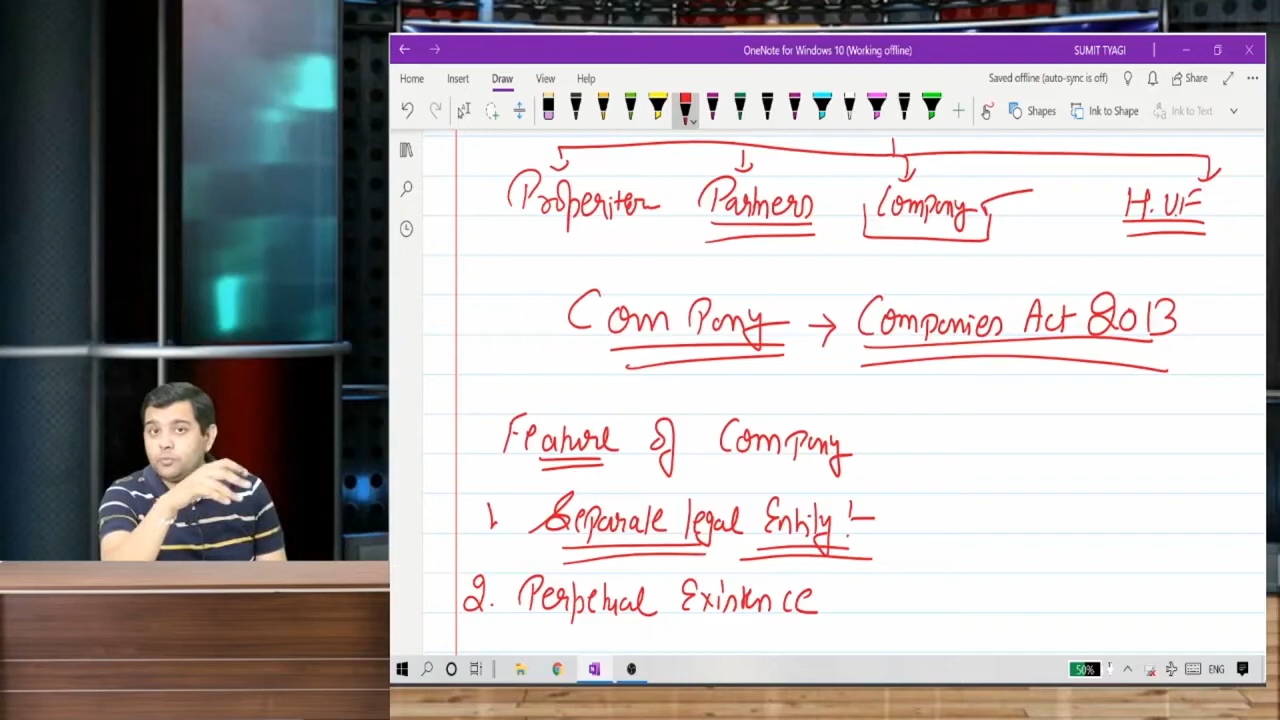 OneNote for Windows 10 (Working offline) SUMIT TYAGI
Home Insert Draw View Help Saved offline (auto-sync is off) Share
Shapes Ink to Shape Ink to Text
Properiter Partners Company H.U.F
Company → Companies Act 2013
Feature of Company
1. Separate legal Entity :-
2. Perpetual Existence
50% ENG